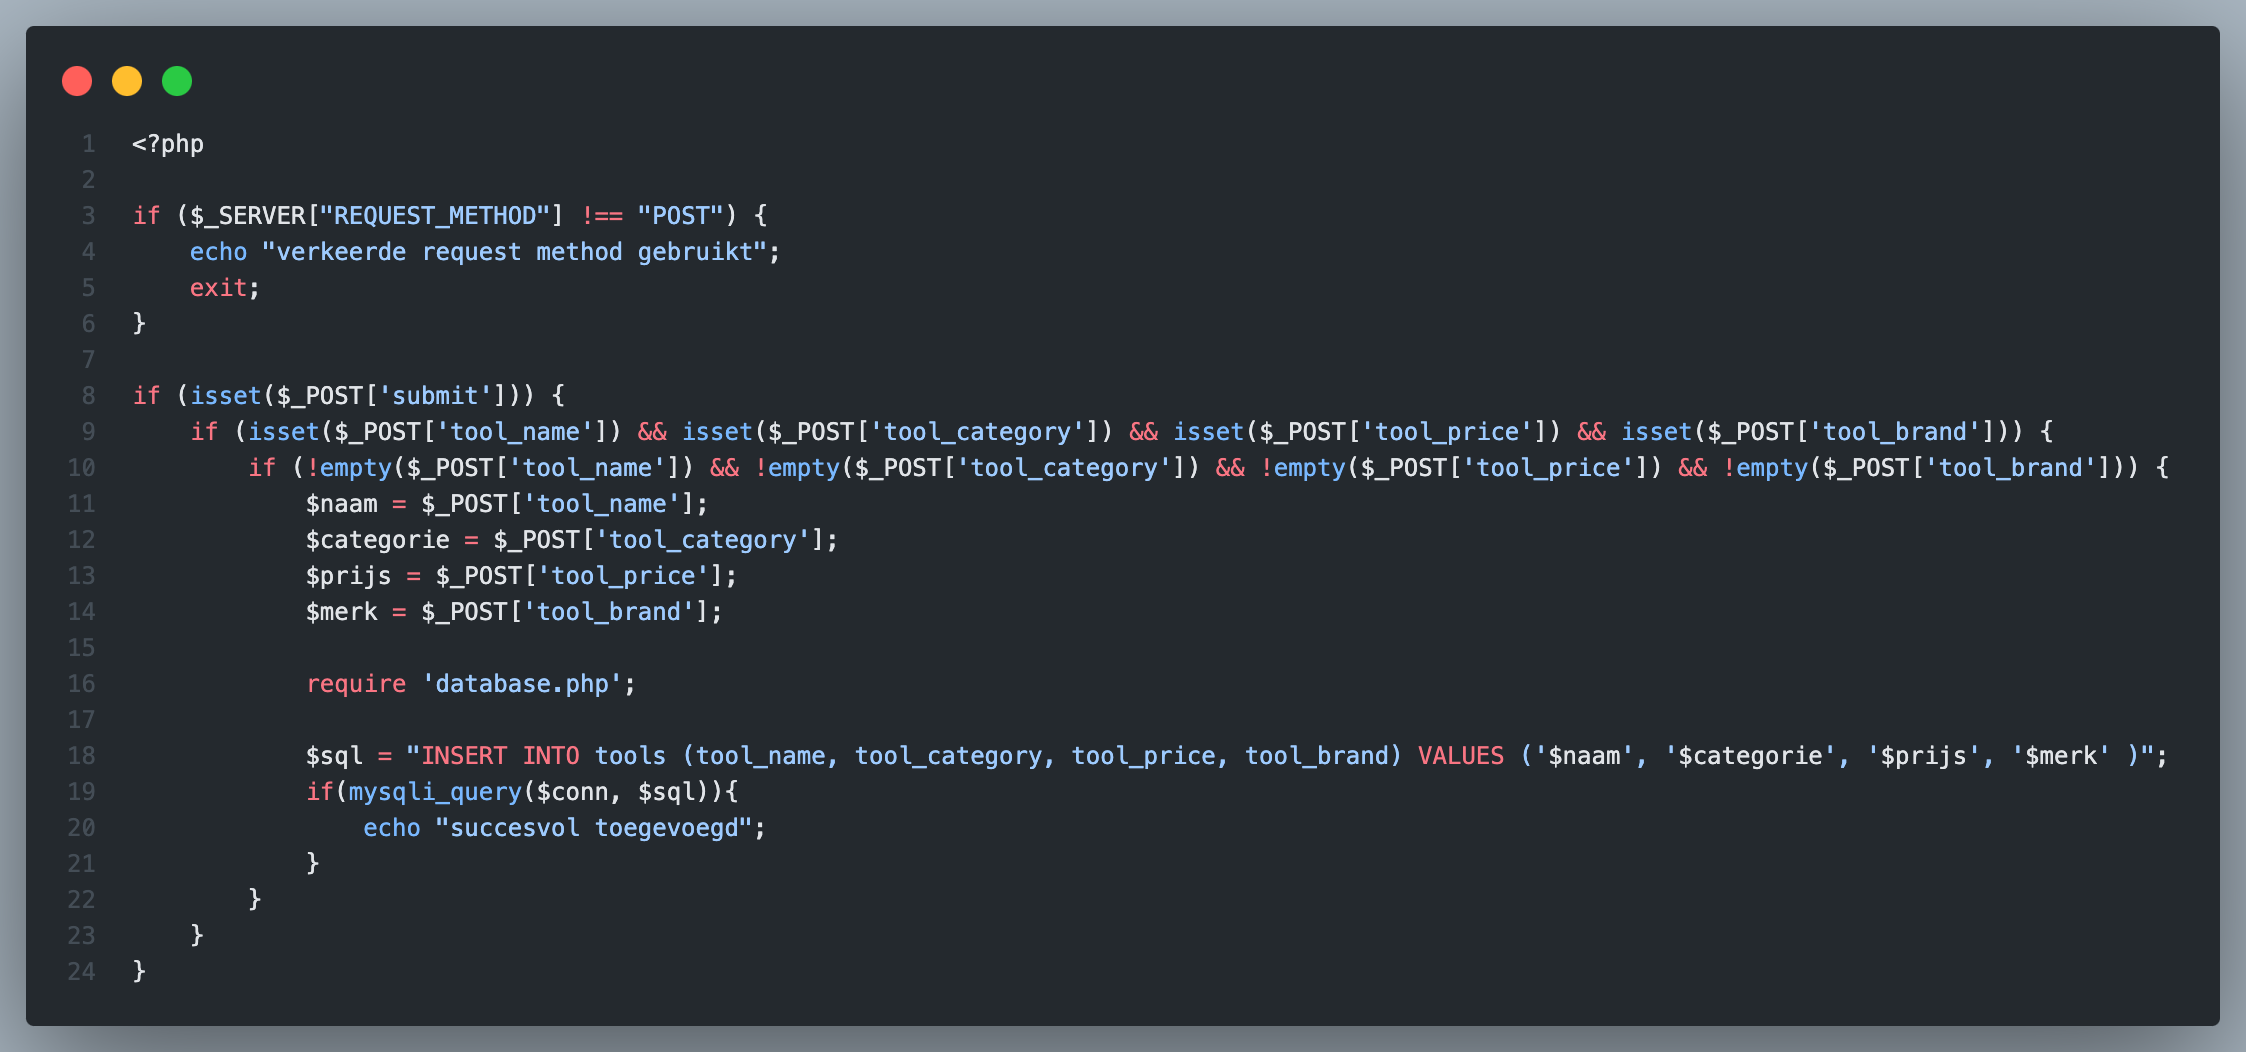 1 <?php
2
3 if ($_SERVER["REQUEST_METHOD"] !== "POST") {
4     echo "verkeerde request method gebruikt";
5     exit;
6 }
7
8 if (isset($_POST['submit'])) {
9     if (isset($_POST['tool_name']) && isset($_POST['tool_category']) && isset($_POST['tool_price']) && isset($_POST['tool_brand'])) {
10         if (!empty($_POST['tool_name']) && !empty($_POST['tool_category']) && !empty($_POST['tool_price']) && !empty($_POST['tool_brand'])) {
11             $naam = $_POST['tool_name'];
12             $categorie = $_POST['tool_category'];
13             $prijs = $_POST['tool_price'];
14             $merk = $_POST['tool_brand'];
15
16             require 'database.php';
17
18             $sql = "INSERT INTO tools (tool_name, tool_category, tool_price, tool_brand) VALUES ('$naam', '$categorie', '$prijs', '$merk' )";
19             if(mysqli_query($conn, $sql)){
20                 echo "succesvol toegevoegd";
21             }
22         }
23     }
24 }